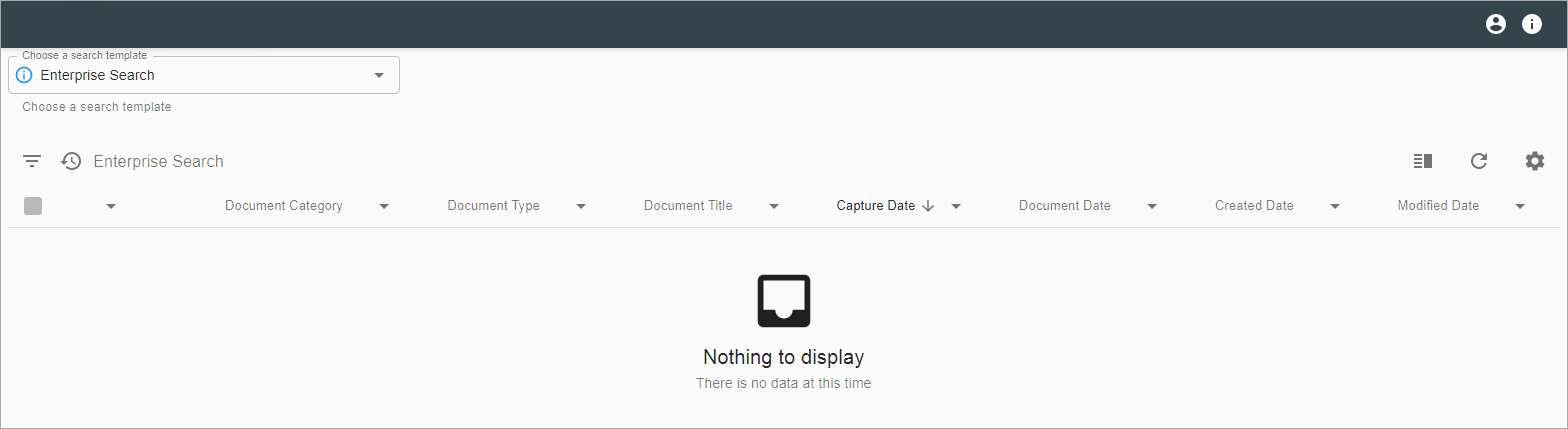 Choose a search template
Enterprise Search
Choose a search template
Enterprise Search
Document Category Document Type Document Title Capture Date Document Date Created Date Modified Date
Nothing to display
There is no data at this time